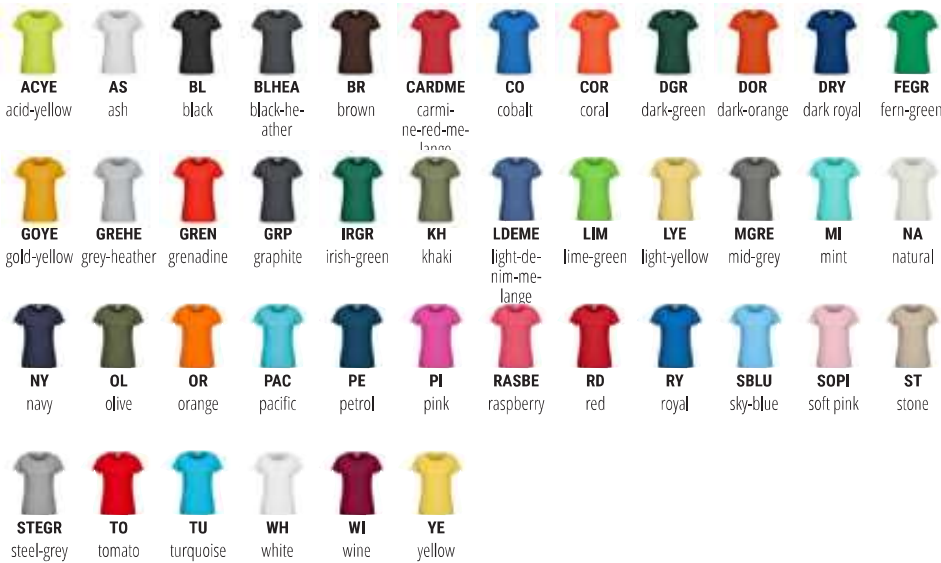 ACYE AS BL BLHEA BR CARDME CO COR DGR DOR DRY FEGR
acid-yellow ash black black-he- brown carmi- cobalt coral dark-green dark-orange dark royal fern-green
ather ne-red-me-
lange
GOYE GREHE GREN GRP IRGR KH LDEME LIM LYE MGRE MI NA
gold-yellow grey-heather grenadine graphite irish-green khaki light-de- lime-green light-yellow mid-grey mint natural
nim-me-
lange
NY OL OR PAC PE PI RASBE RD RY SBLU SOPI ST
navy olive orange pacific petrol pink raspberry red royal sky-blue soft pink stone
STEGR TO TU WH WI YE
steel-grey tomato turquoise white wine yellow